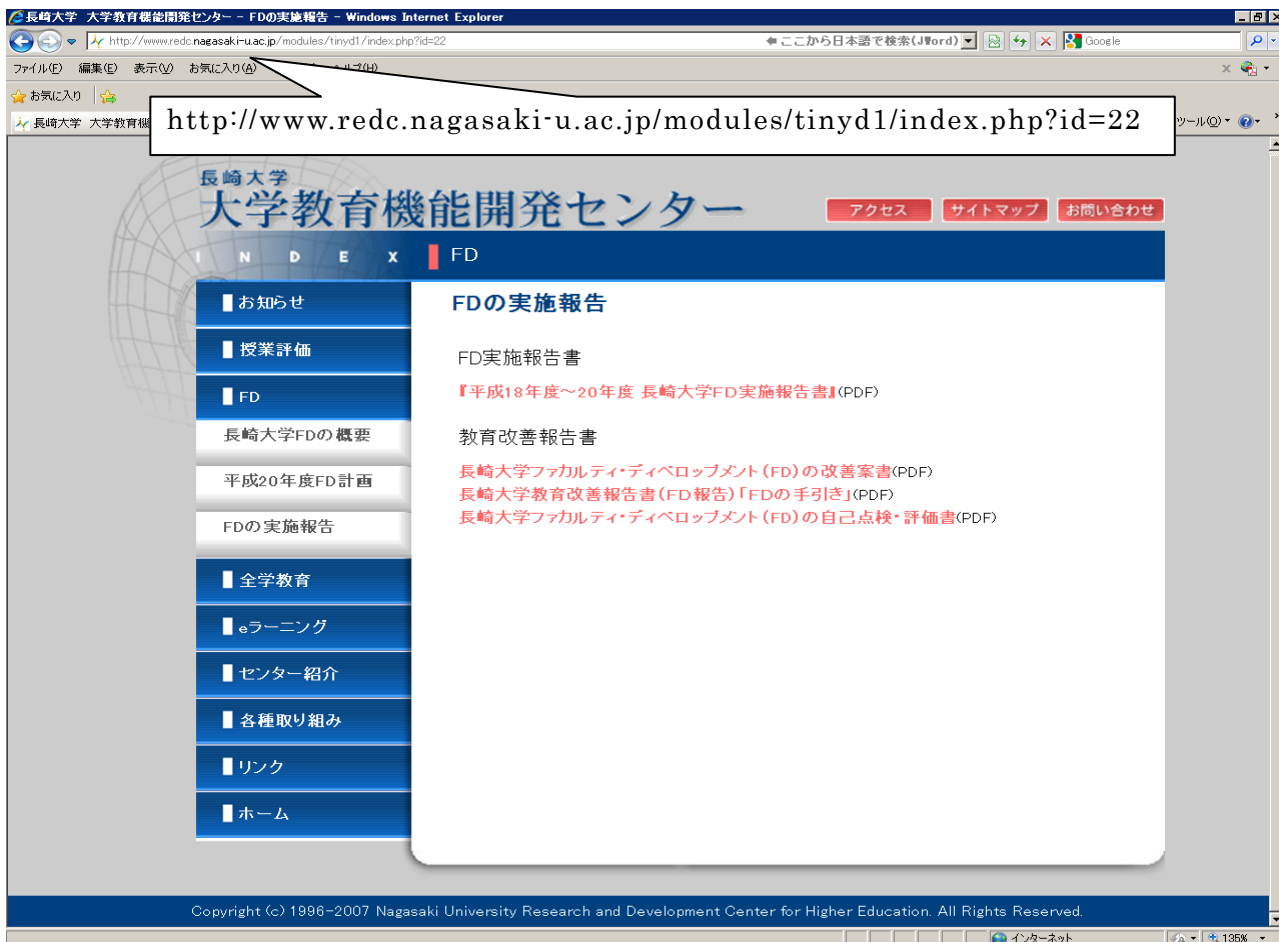 長崎大学 大学教育機能開発センター - FDの実施報告 - Windows Internet Explorer
http://www.redc.nagasaki-u.ac.jp/modules/tinyd1/index.php?id=22
ここから日本語で検索(JWord)
Google
ファイル(F) 編集(E) 表示(V) お気に入り(A)
お気に入り
長崎大学 大学教育機
http://www.redc.nagasaki-u.ac.jp/modules/tinyd1/index.php?id=22
ツール(O)
長崎大学
大学教育機能開発センター
アクセス
サイトマップ
お問い合わせ
INDEX
FD
お知らせ
授業評価
FD
長崎大学FDの概要
平成20年度FD計画
FDの実施報告
全学教育
eラーニング
センター紹介
各種取り組み
リンク
ホーム
FDの実施報告
FD実施報告書
『平成18年度～20年度 長崎大学FD実施報告書』(PDF)
教育改善報告書
長崎大学ファカルティ・ディベロップメント(FD)の改善案書(PDF)
長崎大学教育改善報告書(FD報告)「FDの手引き」(PDF)
長崎大学ファカルティ・ディベロップメント(FD)の自己点検・評価書(PDF)
Copyright (c) 1996-2007 Nagasaki University Research and Development Center for Higher Education. All Rights Reserved.
インターネット
135%